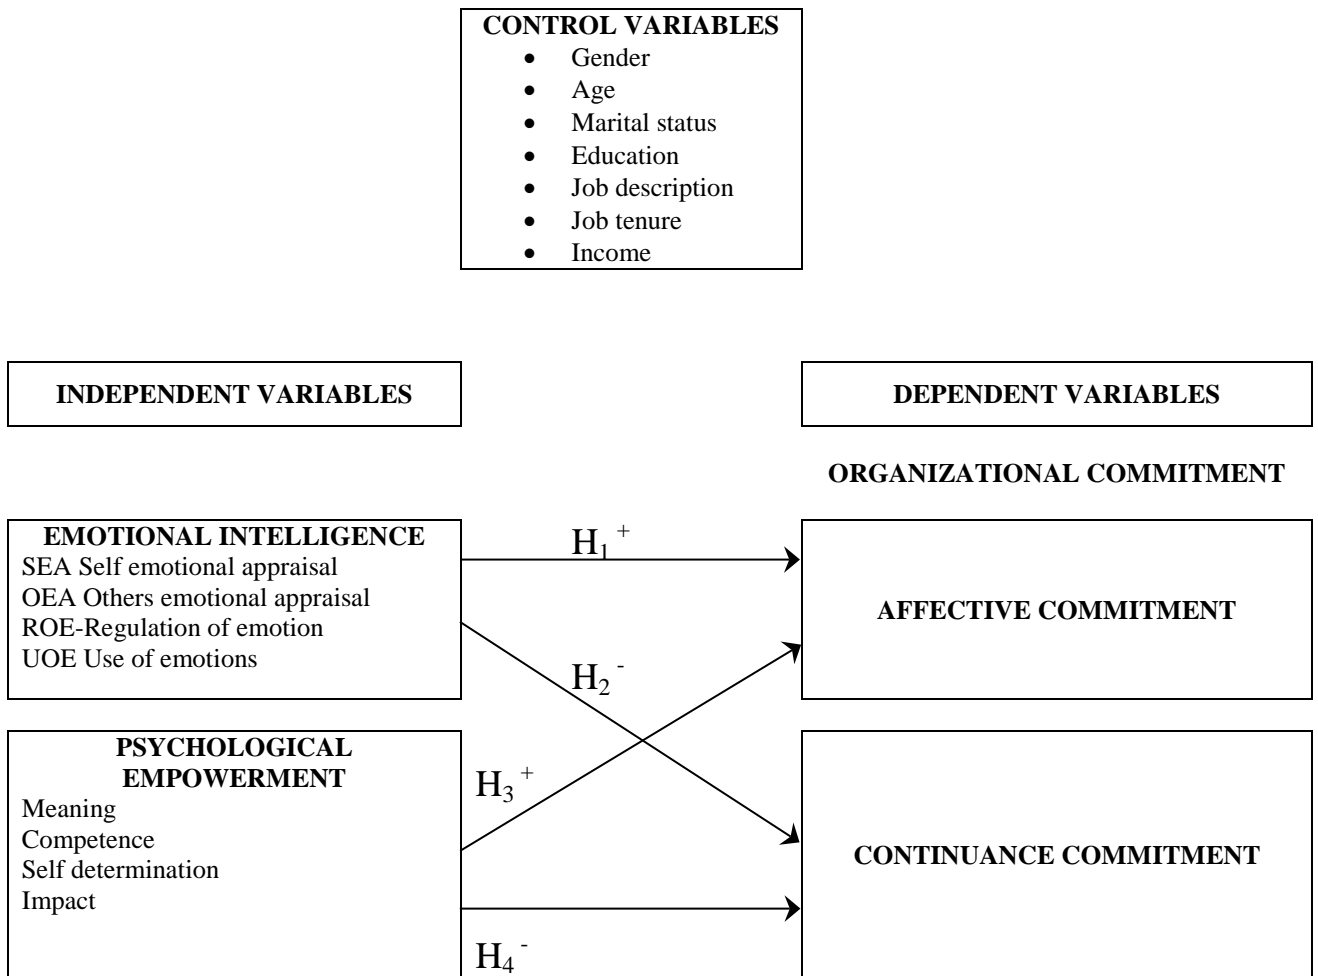 CONTROL VARIABLES
• Gender
• Age
• Marital status
• Education
• Job description
• Job tenure
• Income
INDEPENDENT VARIABLES
DEPENDENT VARIABLES
ORGANIZATIONAL COMMITMENT
EMOTIONAL INTELLIGENCE
SEA Self emotional appraisal
OEA Others emotional appraisal
ROE-Regulation of emotion
UOE Use of emotions
H₁⁺
AFFECTIVE COMMITMENT
H₂⁻
PSYCHOLOGICAL
EMPOWERMENT
Meaning
Competence
Self determination
Impact
H₃⁺
CONTINUANCE COMMITMENT
H₄⁻